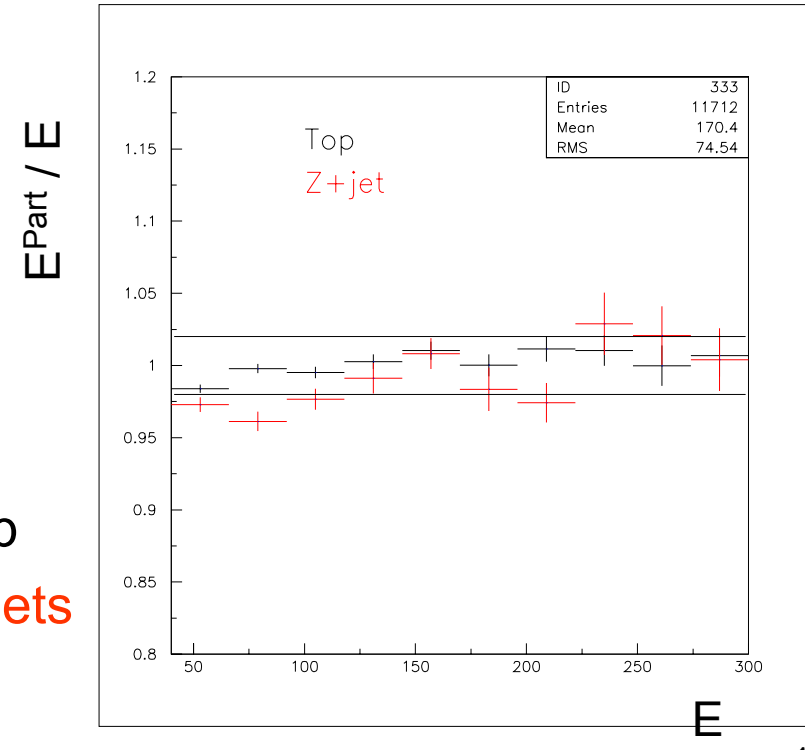 E^Part / E
1.2
1.15
1.1
1.05
1
0.95
0.9
0.85
0.8
Top
Z+jet
ID 333
Entries 11712
Mean 170.4
RMS 74.54
ets
50 100 150 200 250 300
E